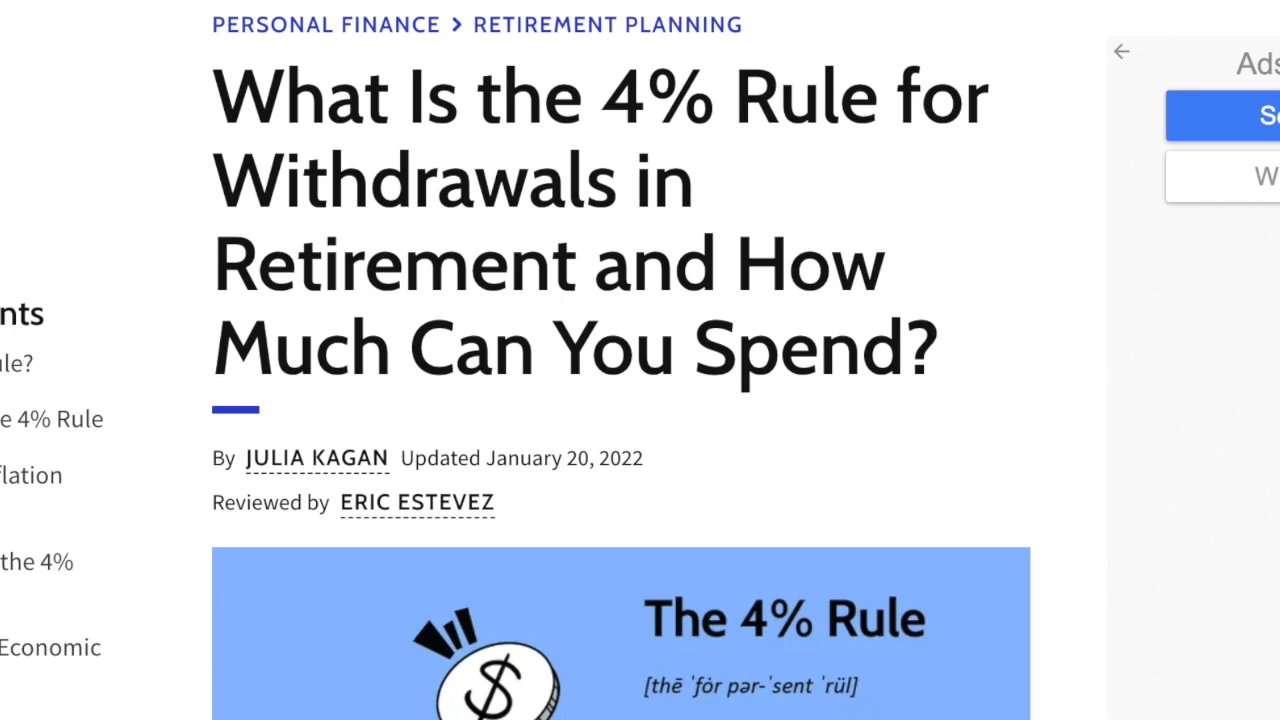 PERSONAL FINANCE > RETIREMENT PLANNING
What Is the 4% Rule for
Withdrawals in
Retirement and How
Much Can You Spend?
By JULIA KAGAN Updated January 20, 2022
Reviewed by ERIC ESTEVEZ
The 4% Rule
[thē ˈfȯr pər-ˈsent ˈrül]
nts
le?
e 4% Rule
flation
the 4%
Economic
Ads
Se
W